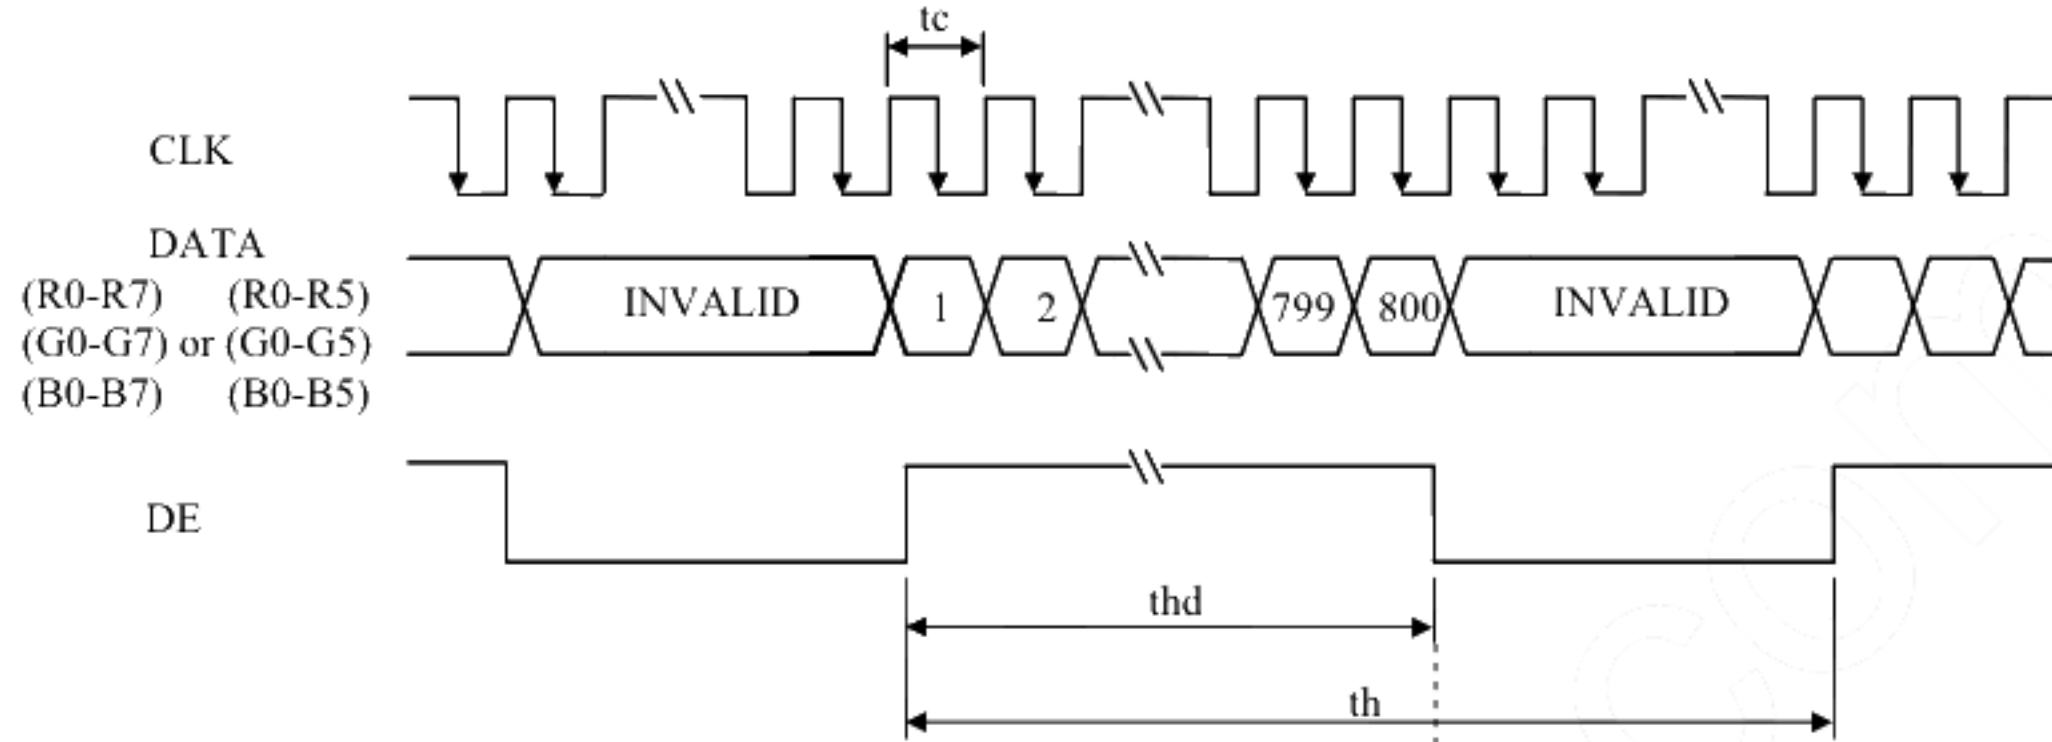 tc
CLK
DATA
(R0-R7) (R0-R5)
(G0-G7) or (G0-G5)
(B0-B7) (B0-B5)
INVALID 1 2 799 800 INVALID
DE
thd
th